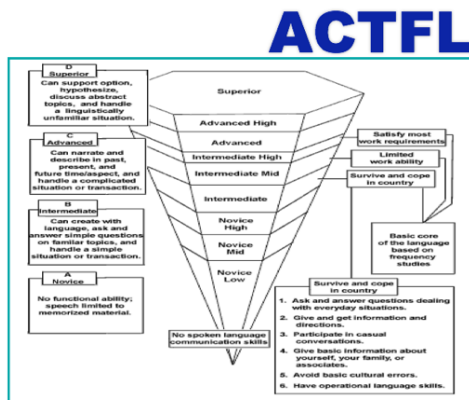 ACTFL
D
Superior
Can support option,
hypothesize,
discuss abstract
topics, and handle
a linguistically
unfamiliar situation.
C
Advanced
Can narrate and
describe in past,
present, and
future time/aspect, and
handle a complicated
situation or transaction.
B
Intermediate
Can create with
language, ask and
answer simple questions
on familar topics, and
handle a simple
situation or transaction.
A
Novice
No functional ability;
speech limited to
memorized material.
Superior
Advanced High
Advanced
Intermediate High
Intermediate Mid
Intermediate
Novice
High
Novice
Mid
Novice
Low
No spoken language
communication skills
Satisfy most
work requirements
Limited
work ability
Survive and cope
in country
Basic core
of the language
based on
frequency
studies
Survive and cope
in country
1. Ask and answer questions dealing
with everyday situations.
2. Give and get information and
directions.
3. Participate in casual
conversations.
4. Give basic information about
yourself, your family, or
associates.
5. Avoid basic cultural errors.
6. Have operational language skills.